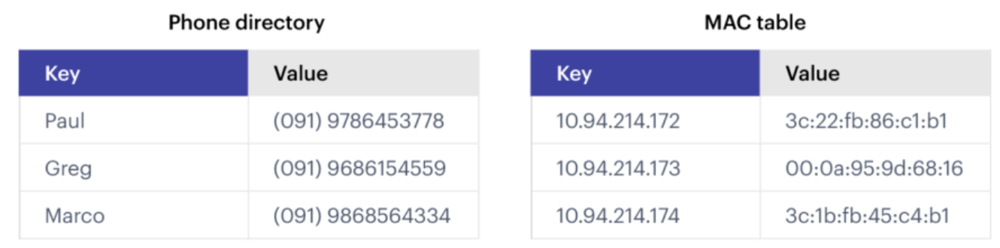 Phone directory
Key Value
Paul (091) 9786453778
Greg (091) 9686154559
Marco (091) 9868564334
MAC table
Key Value
10.94.214.172 3c:22:fb:86:c1:b1
10.94.214.173 00:0a:95:9d:68:16
10.94.214.174 3c:1b:fb:45:c4:b1